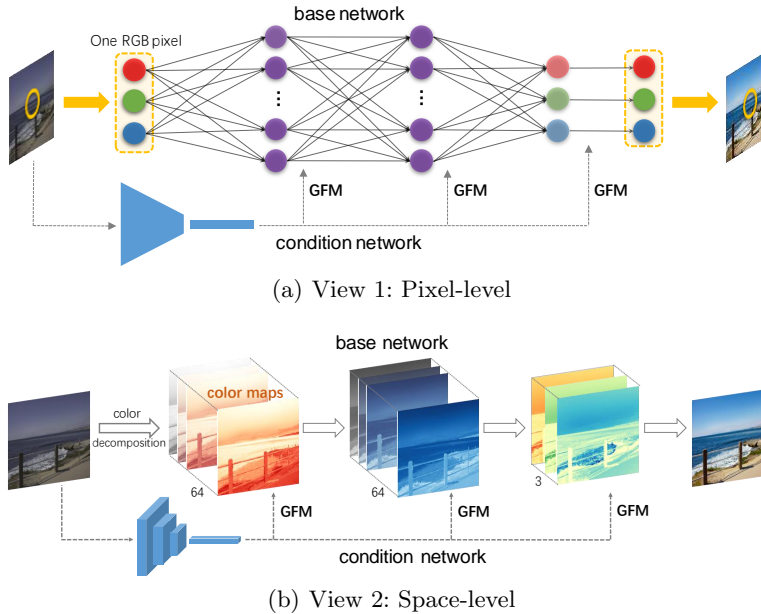 base network
One RGB pixel
GFM
GFM
GFM
condition network
(a) View 1: Pixel-level
base network
color maps
color
decomposition
64
64
3
GFM
GFM
GFM
condition network
(b) View 2: Space-level